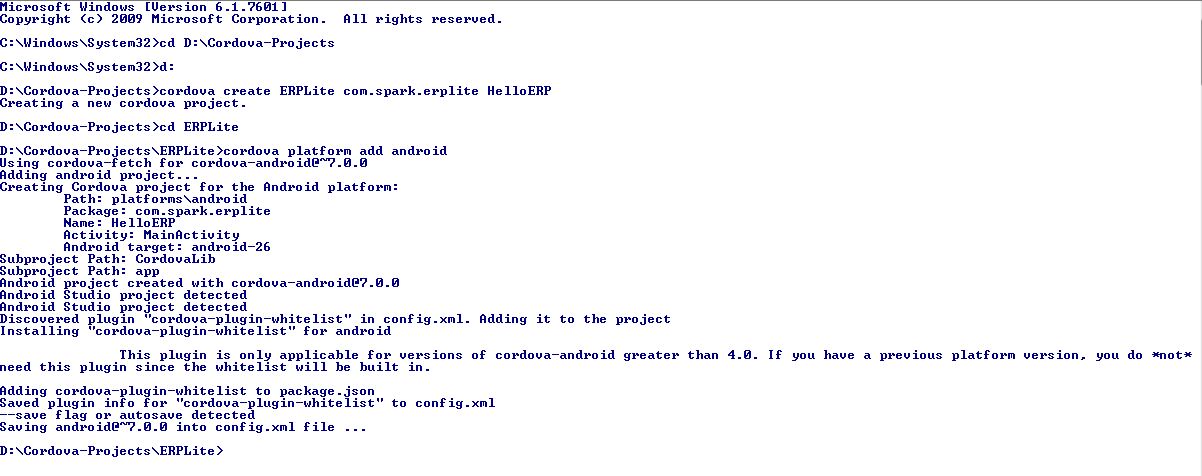 Microsoft Windows [Version 6.1.7601]
Copyright (c) 2009 Microsoft Corporation.  All rights reserved.
C:\Windows\System32>cd D:\Cordova-Projects
C:\Windows\System32>d:
D:\Cordova-Projects>cordova create ERPLite com.spark.erplite HelloERP
Creating a new cordova project.
D:\Cordova-Projects>cd ERPLite
D:\Cordova-Projects\ERPLite>cordova platform add android
Using cordova-fetch for cordova-android@~7.0.0
Adding android project...
Creating Cordova project for the Android platform:
Path: platforms\android
Package: com.spark.erplite
Name: HelloERP
Activity: MainActivity
Android target: android-26
Subproject Path: CordovaLib
Subproject Path: app
Android project created with cordova-android@7.0.0
Android Studio project detected
Android Studio project detected
Discovered plugin "cordova-plugin-whitelist" in config.xml. Adding it to the project
Installing "cordova-plugin-whitelist" for android
This plugin is only applicable for versions of cordova-android greater than 4.0. If you have a previous platform version, you do *not*
need this plugin since the whitelist will be built in.
Adding cordova-plugin-whitelist to package.json
Saved plugin info for "cordova-plugin-whitelist" to config.xml
--save flag or autosave detected
Saving android@~7.0.0 into config.xml file ...
D:\Cordova-Projects\ERPLite>